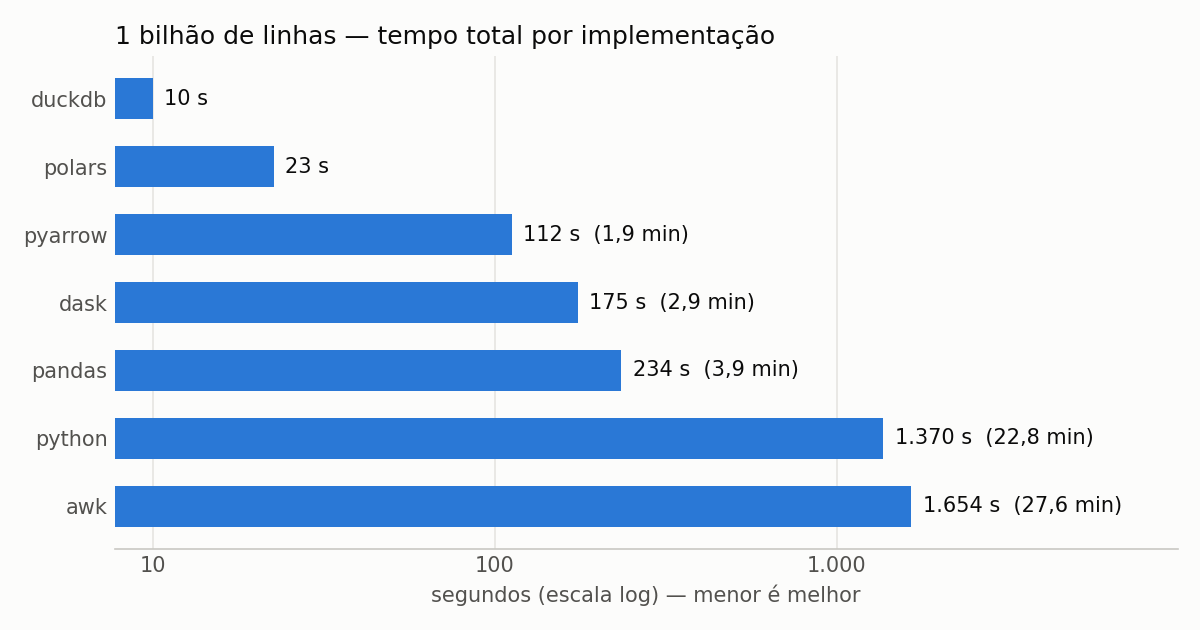 1 bilhão de linhas — tempo total por implementação
duckdb 10 s
polars 23 s
pyarrow 112 s (1,9 min)
dask 175 s (2,9 min)
pandas 234 s (3,9 min)
python 1.370 s (22,8 min)
awk 1.654 s (27,6 min)
10 100 1.000
segundos (escala log) — menor é melhor